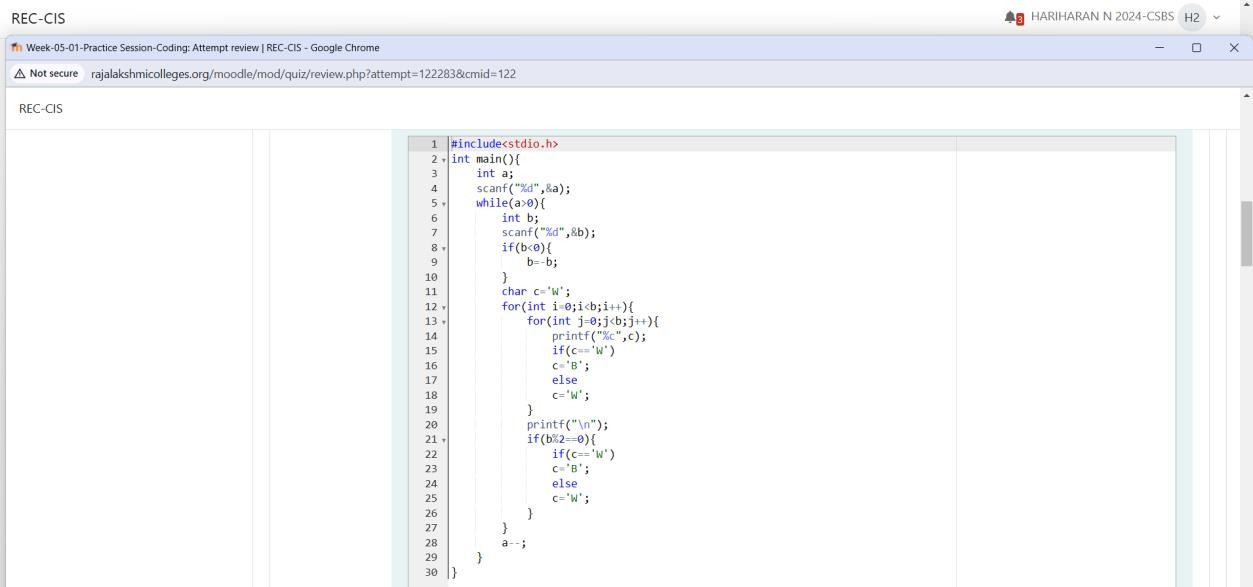 REC-CIS
3 HARIHARAN N 2024-CSBS H2
Week-05-01-Practice Session-Coding: Attempt review | REC-CIS - Google Chrome
Not secure rajalakshmicolleges.org/moodle/mod/quiz/review.php?attempt=122283&cmid=122
REC-CIS
1 #include<stdio.h>
2 int main(){
3 int a;
4 scanf("%d",&a);
5 while(a>0){
6 int b;
7 scanf("%d",&b);
8 if(b<0){
9 b=-b;
10 }
11 char c='W';
12 for(int i=0;i<b;i++){
13 for(int j=0;j<b;j++){
14 printf("%c",c);
15 if(c=='W')
16 c='B';
17 else
18 c='W';
19 }
20 printf("\n");
21 if(b%2==0){
22 if(c=='W')
23 c='B';
24 else
25 c='W';
26 }
27 }
28 a--;
29 }
30 }